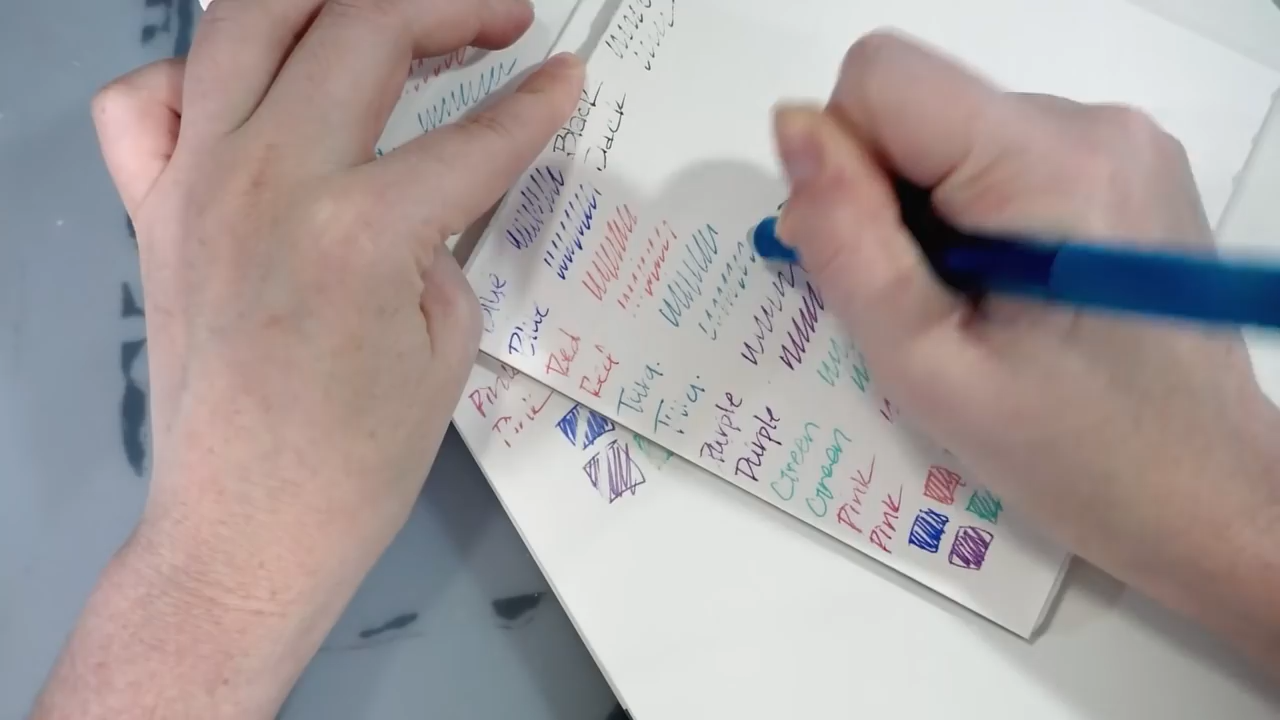 Black
Black
Blue
Blue
Red
Red
Turq.
Turq.
Purple
Purple
Green
Green
Pink
Pink
Pink
Pink